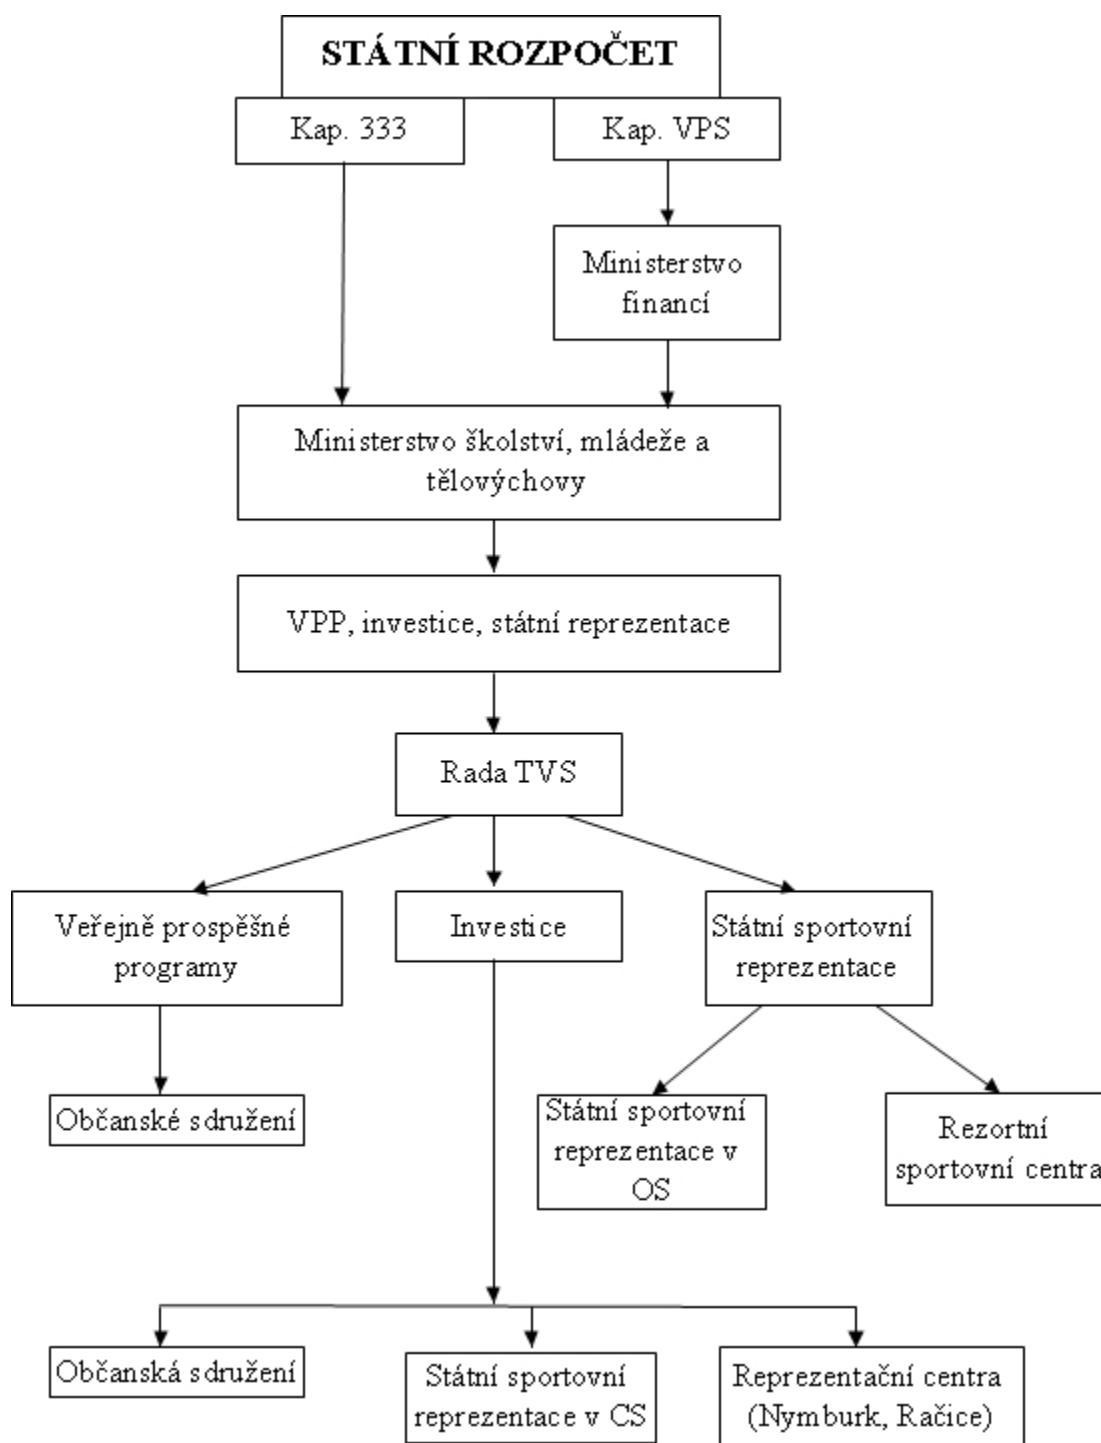 STÁTNÍ ROZPOČET
Kap. 333
Kap. VPS
Ministerstvo
financí
Ministerstvo školství, mládeže a
tělovýchovy
VPP, investice, státní reprezentace
Rada TVS
Veřejně prospěšné
programy
Investice
Státní sportovní
reprezentace
Občanské sdružení
Státní sportovní
reprezentace v
OS
Rezortní
sportovní centra
Občanská sdružení
Státní sportovní
reprezentace v CS
Reprezentační centra
(Nymburk, Račice)